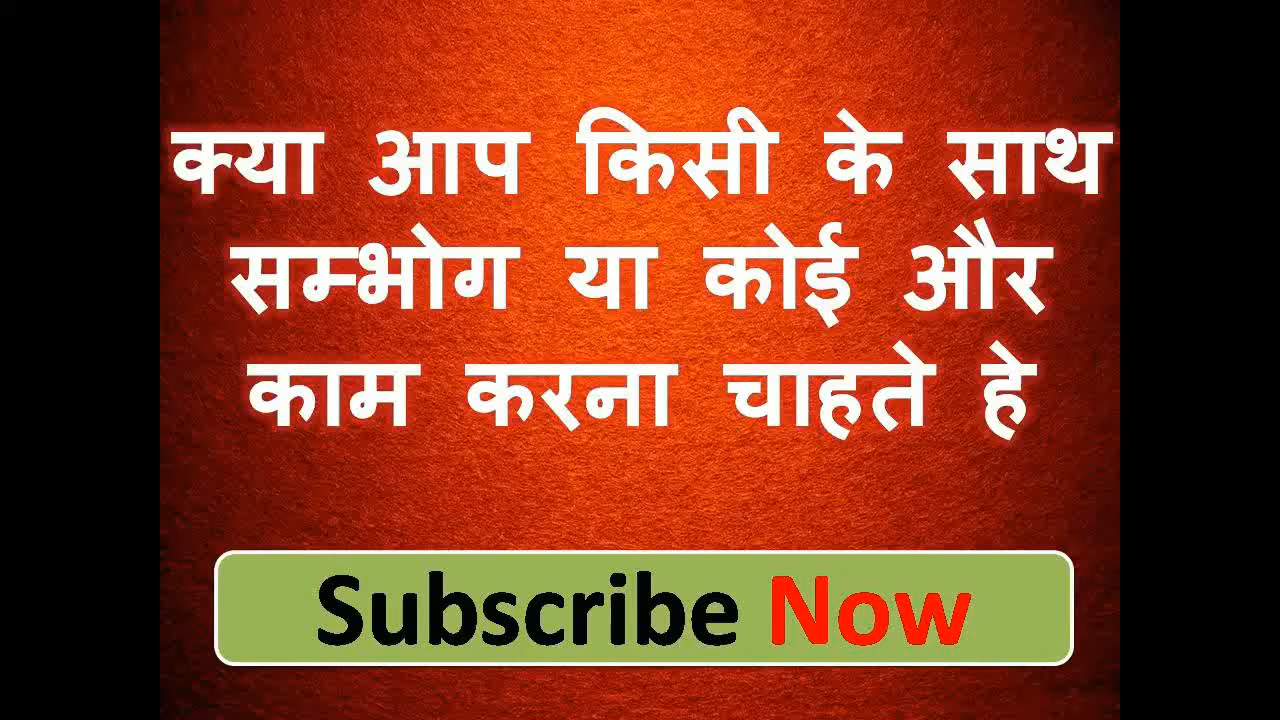 क्या आप किसी के साथ
सम्भोग या कोई और
काम करना चाहते हे
Subscribe Now